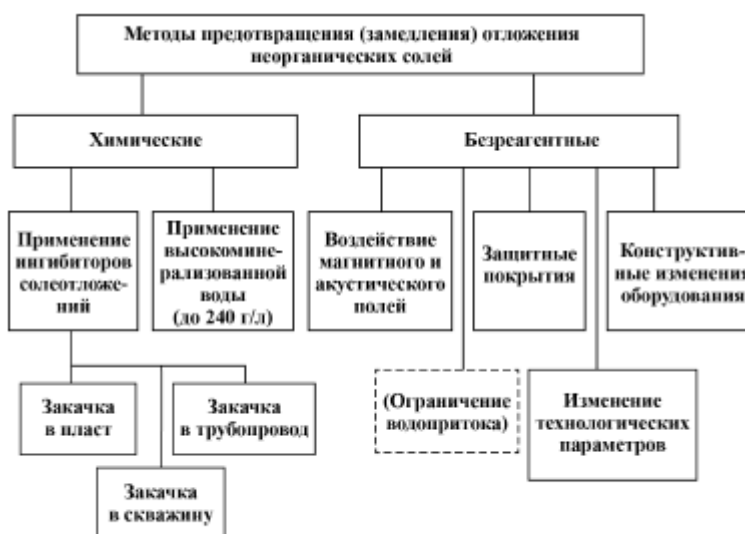 Методы предотвращения (замедления) отложения
неорганических солей
Химические
Безреагентные
Применение
ингибиторов
солеотложе-
ний
Применение
высокомине-
рализованной
воды
(до 240 г/л)
Воздействие
магнитного и
акустического
полей
Защитные
покрытия
Конструктив-
ные изменения
оборудования
Закачка
в пласт
Закачка
в трубопровод
Закачка
в скважину
(Ограничение
водопритока)
Изменение
технологических
параметров